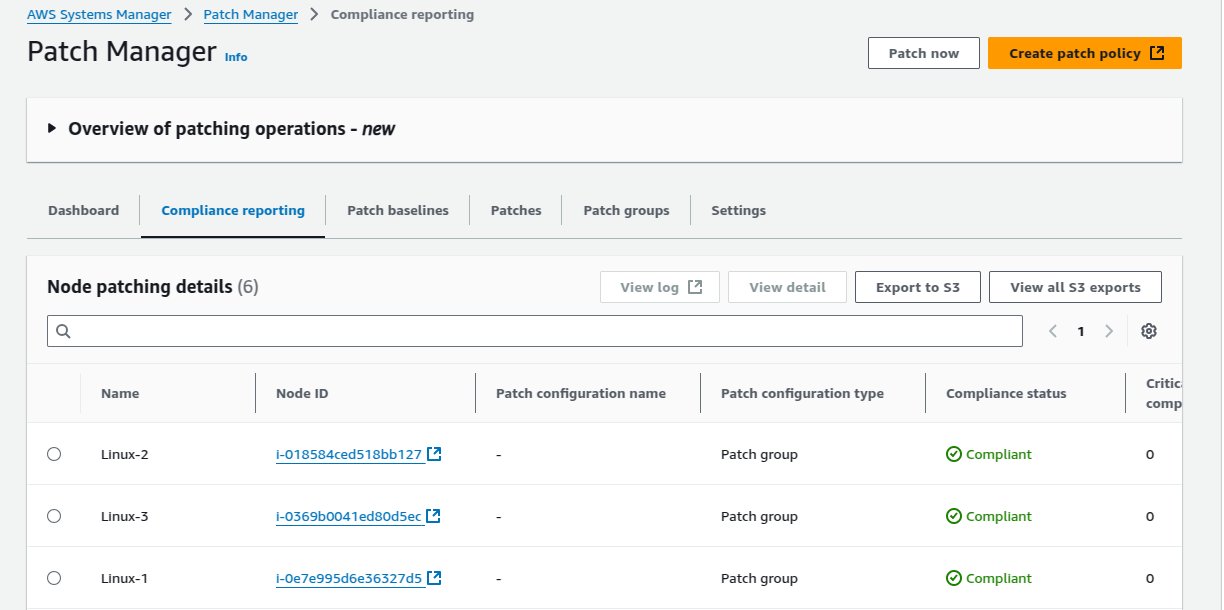 AWS Systems Manager > Patch Manager > Compliance reporting
Patch Manager Info
Patch now
Create patch policy
Overview of patching operations - new
Dashboard
Compliance reporting
Patch baselines
Patches
Patch groups
Settings
Node patching details (6)
View log
View detail
Export to S3
View all S3 exports
1
Name Node ID Patch configuration name Patch configuration type Compliance status
Linux-2 i-018584ced518bb127 - Patch group Compliant 0
Linux-3 i-0369b0041ed80d5ec - Patch group Compliant 0
Linux-1 i-0e7e995d6e36327d5 - Patch group Compliant 0